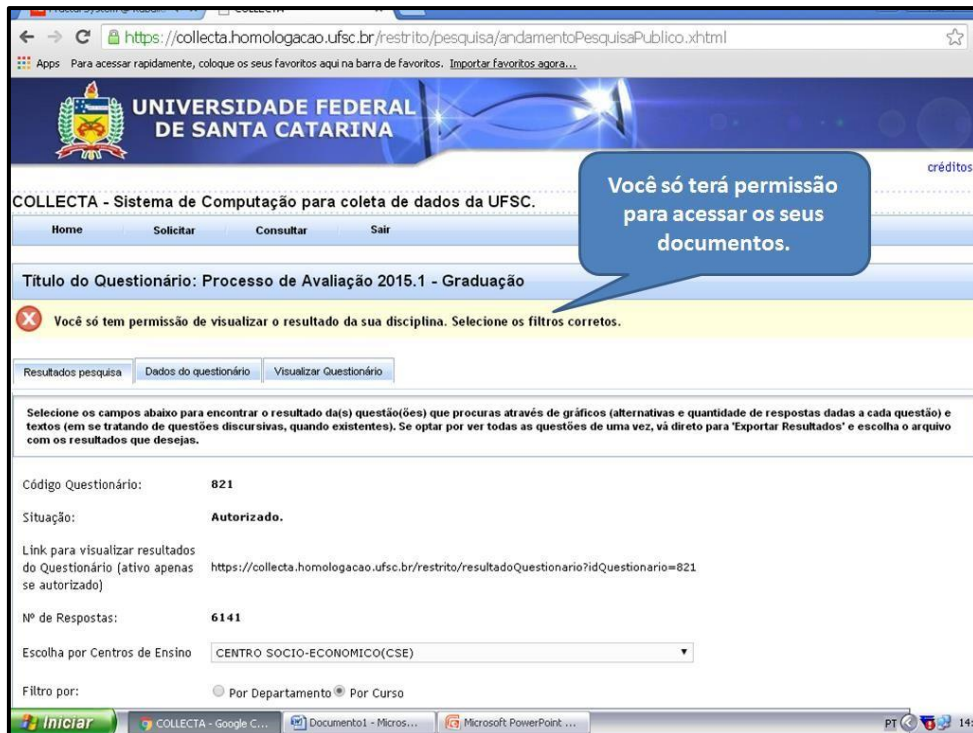 COLLECTA
https://collecta.homologacao.ufsc.br/restrito/pesquisa/andamentoPesquisaPublico.xhtml
Apps Para acessar rapidamente, coloque os seus favoritos aqui na barra de favoritos. Importar favoritos agora...
UNIVERSIDADE FEDERAL
DE SANTA CATARINA
créditos
Você só terá permissão
para acessar os seus
documentos.
COLLECTA - Sistema de Computação para coleta de dados da UFSC.
Home Solicitar Consultar Sair
Título do Questionário: Processo de Avaliação 2015.1 - Graduação
Você só tem permissão de visualizar o resultado da sua disciplina. Selecione os filtros corretos.
Resultados pesquisa Dados do questionário Visualizar Questionário
Selecione os campos abaixo para encontrar o resultado da(s) questão(ões) que procuras através de gráficos (alternativas e quantidade de respostas dadas a cada questão) e
textos (em se tratando de questões discursivas, quando existentes). Se optar por ver todas as questões de uma vez, vá direto para 'Exportar Resultados' e escolha o arquivo
com os resultados que desejas.
Código Questionário: 821
Situação: Autorizado.
Link para visualizar resultados
do Questionário (ativo apenas https://collecta.homologacao.ufsc.br/restrito/resultadoQuestionario?idQuestionario=821
se autorizado)
Nº de Respostas: 6141
Escolha por Centros de Ensino CENTRO SOCIO-ECONOMICO(CSE)
Filtro por: Por Departamento Por Curso
Iniciar COLLECTA - Google C... Documento1 - Micros... Microsoft PowerPoint ... PT 14: